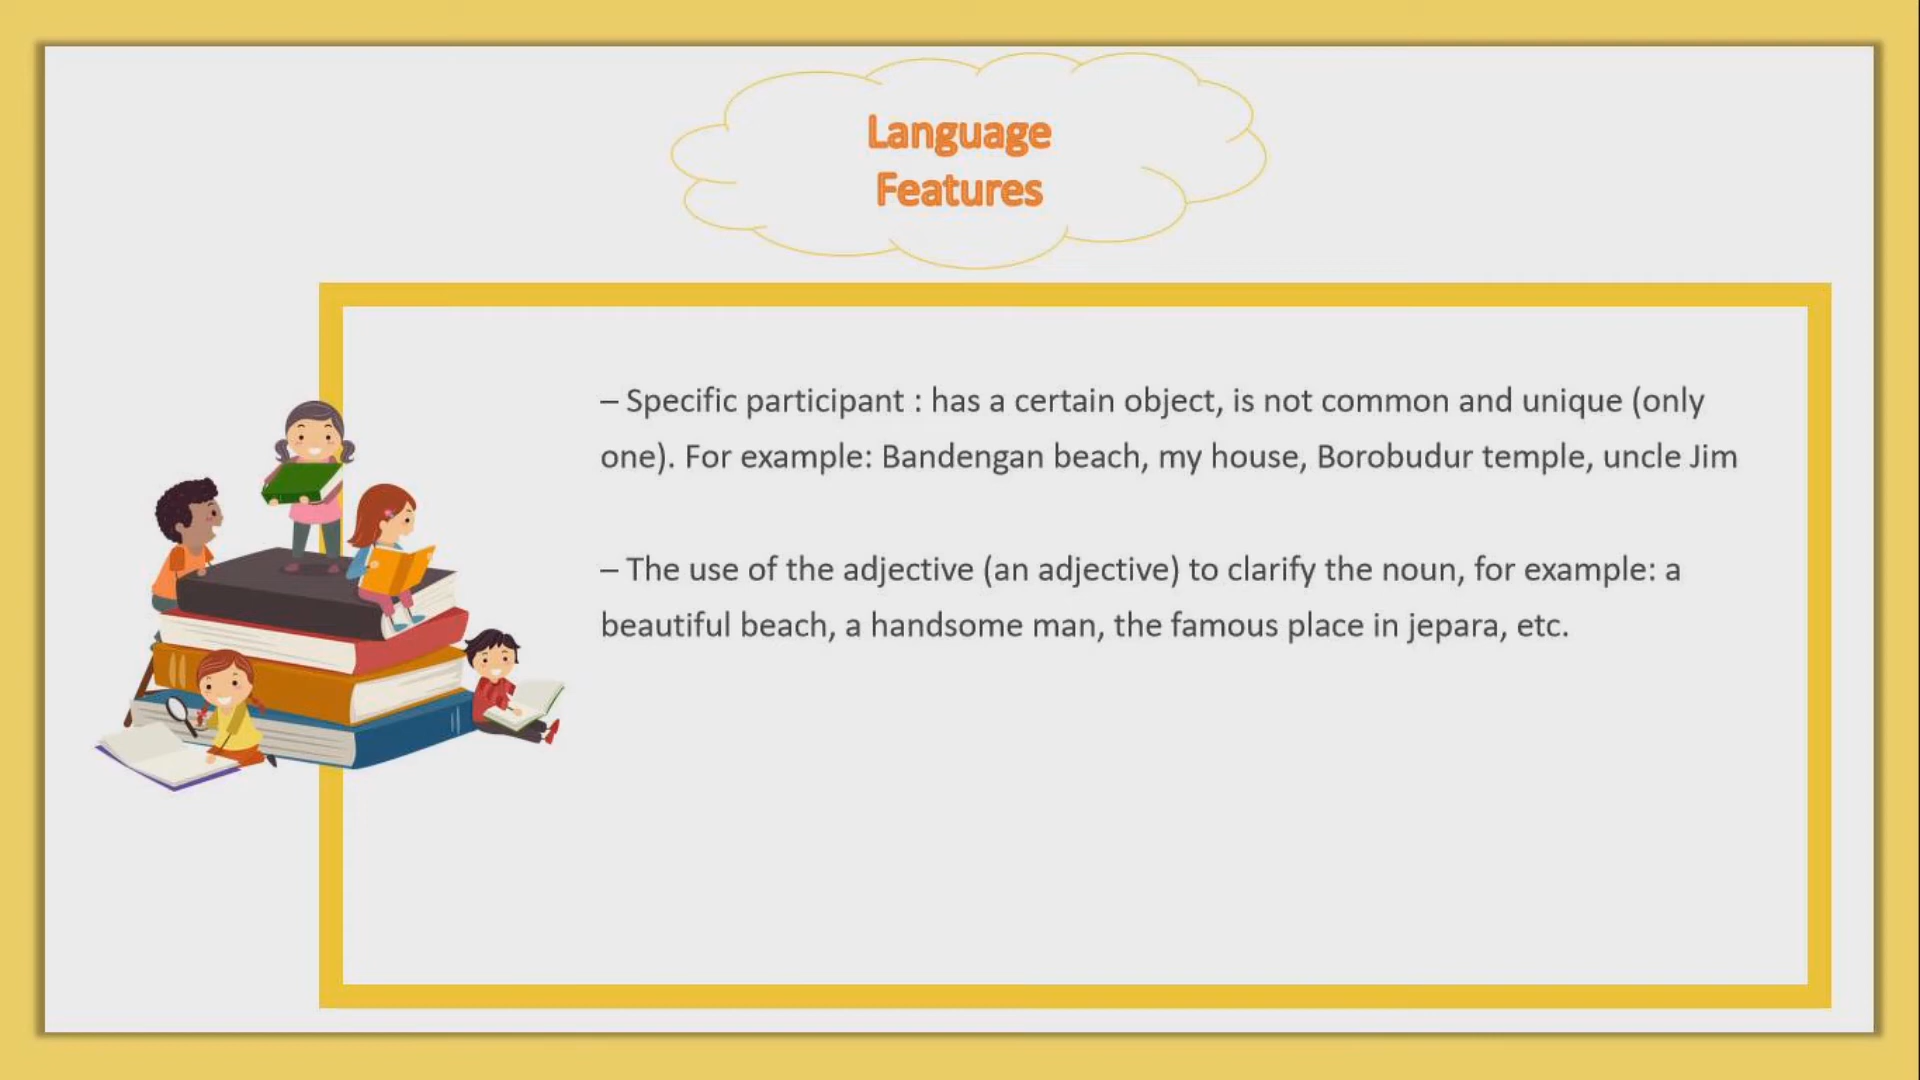 Language
Features
– Specific participant : has a certain object, is not common and unique (only
one). For example: Bandengan beach, my house, Borobudur temple, uncle Jim
– The use of the adjective (an adjective) to clarify the noun, for example: a
beautiful beach, a handsome man, the famous place in jepara, etc.